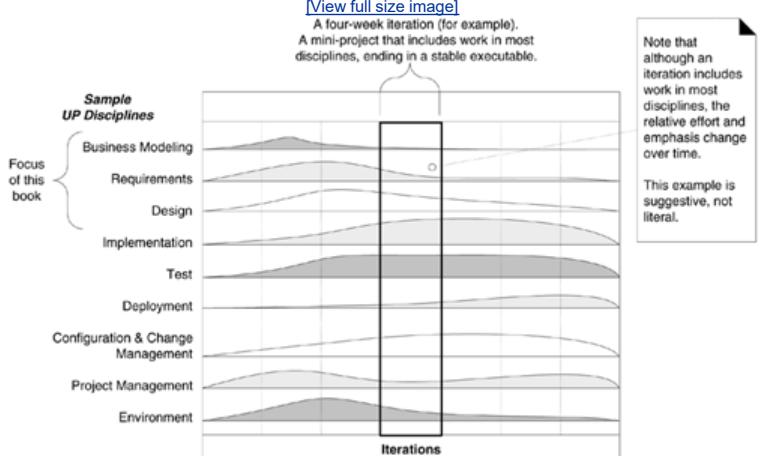 [View full size image]
A four-week iteration (for example).
A mini-project that includes work in most
disciplines, ending in a stable executable.
Note that
although an
iteration includes
work in most
disciplines, the
relative effort and
emphasis change
over time.
This example is
suggestive, not
literal.
Sample
UP Disciplines
Focus
of this
book
Business Modeling
Requirements
Design
Implementation
Test
Deployment
Configuration & Change
Management
Project Management
Environment
Iterations